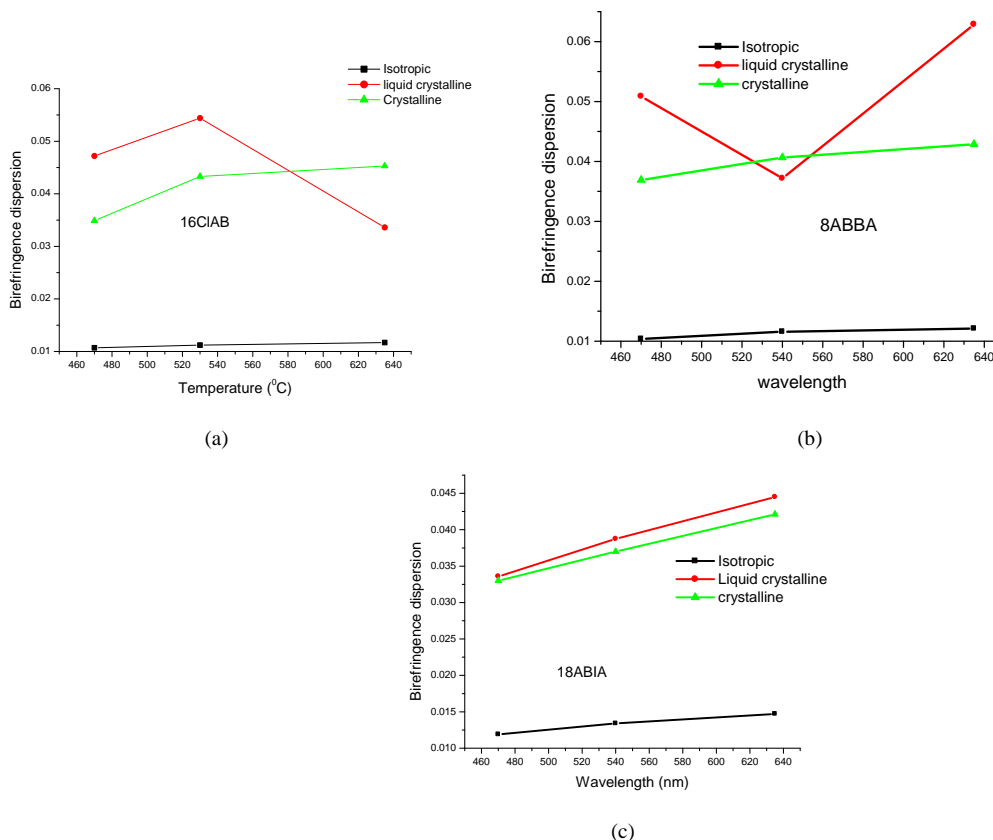 Isotropic
liquid crystalline
Crystalline
0.06
0.05
0.04
0.03
0.02
0.01
Birefringence dispersion
16ClAB
460 480 500 520 540 560 580 600 620 640
Temperature (⁰C)
(a)
Isotropic
liquid crystalline
crystalline
0.06
0.05
0.04
0.03
0.02
0.01
Birefringence dispersion
8ABBA
460 480 500 520 540 560 580 600 620 640
wavelength
(b)
0.045
0.040
0.035
0.030
0.025
0.020
0.015
0.010
Birefringence dispersion
Isotropic
Liquid crystalline
crystalline
18ABIA
460 480 500 520 540 560 580 600 620 640
Wavelength (nm)
(c)